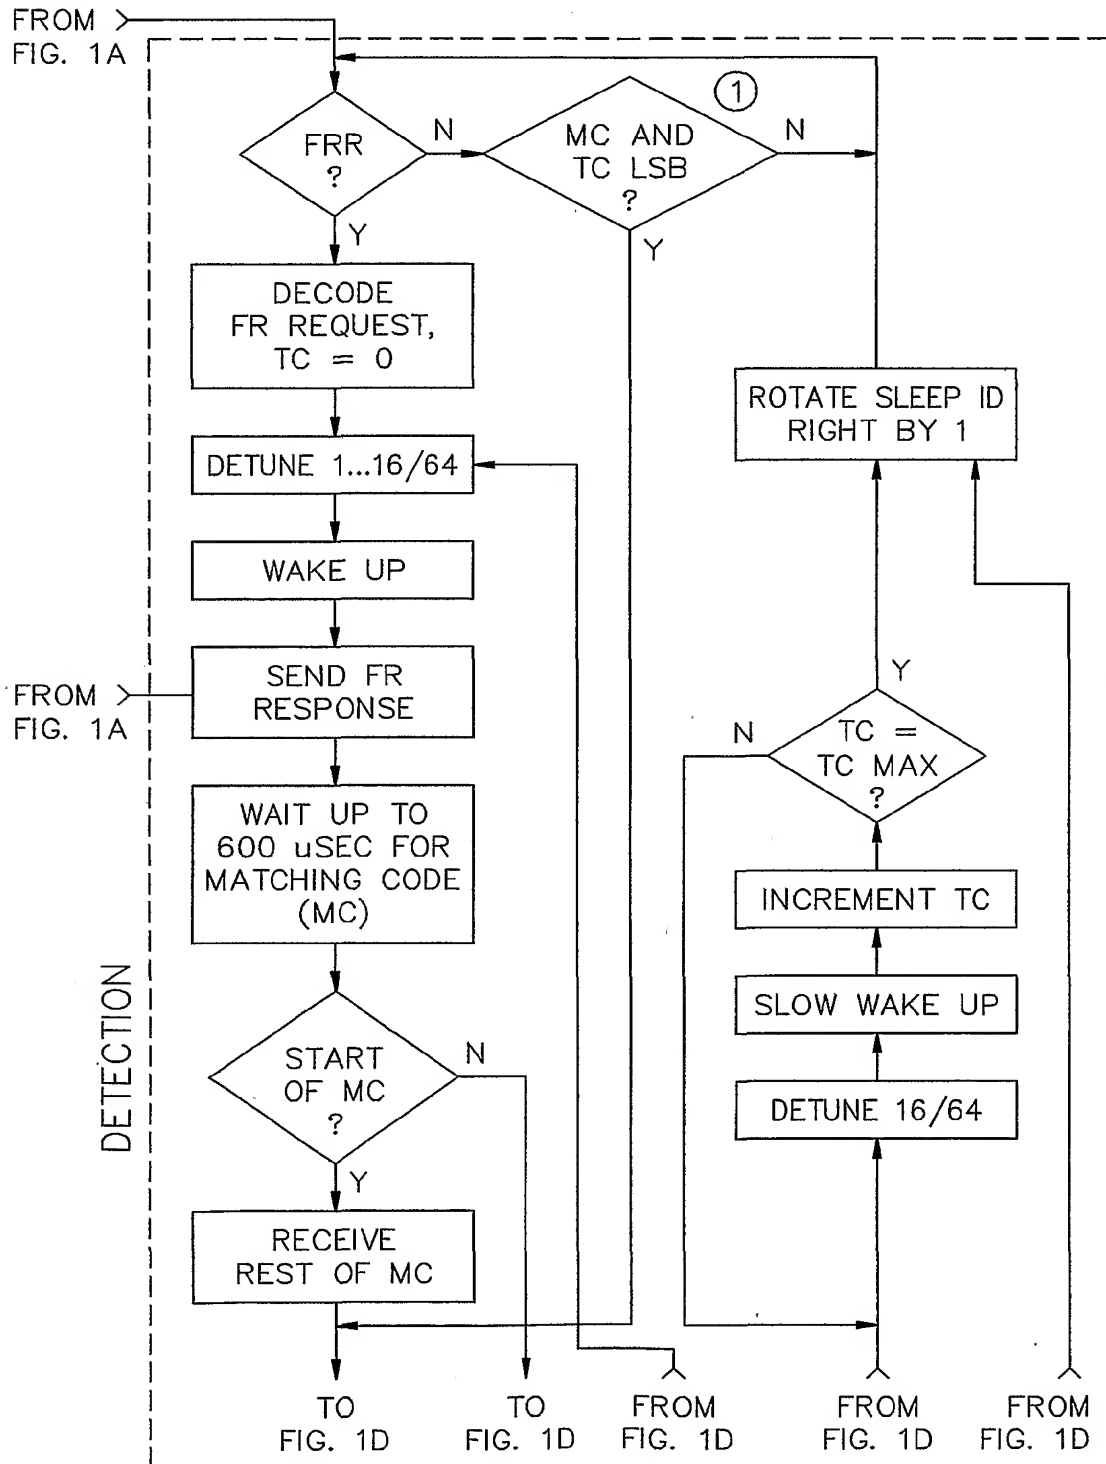 FROM
FIG. 1A
FRR
?
N
Y
MC AND
TC LSB
?
1
N
Y
DECODE
FR REQUEST,
TC = 0
DETUNE 1...16/64
WAKE UP
FROM
FIG. 1A
SEND FR
RESPONSE
WAIT UP TO
600 uSEC FOR
MATCHING CODE
(MC)
START
OF MC
?
N
Y
RECEIVE
REST OF MC
DETECTION
ROTATE SLEEP ID
RIGHT BY 1
Y
N
TC =
TC MAX
?
INCREMENT TC
SLOW WAKE UP
DETUNE 16/64
TO
FIG. 1D
TO
FIG. 1D
FROM
FIG. 1D
FROM
FIG. 1D
FROM
FIG. 1D